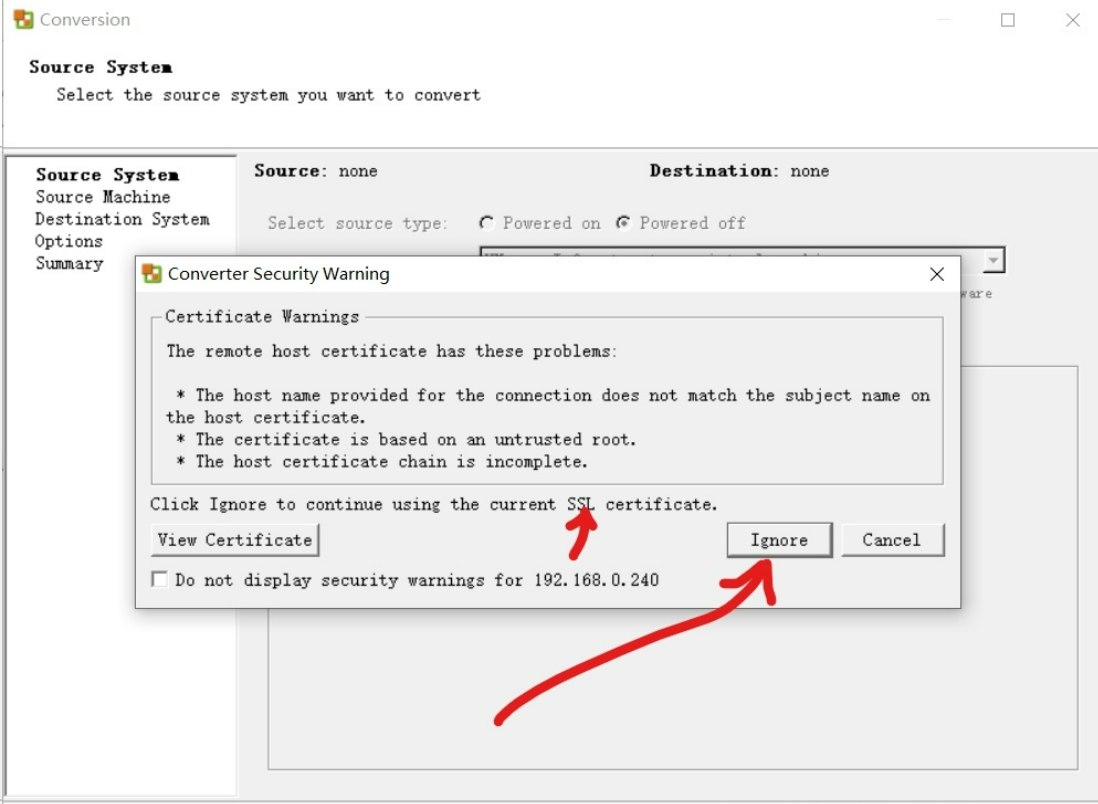 Conversion
Source System
Select the source system you want to convert
Source System
Source Machine
Destination System
Options
Summary
Source: none
Destination: none
Select source type:
Powered on
Powered off
ware
Converter Security Warning
Certificate Warnings
The remote host certificate has these problems:
* The host name provided for the connection does not match the subject name on
the host certificate.
* The certificate is based on an untrusted root.
* The host certificate chain is incomplete.
Click Ignore to continue using the current SSL certificate.
View Certificate
Ignore
Cancel
Do not display security warnings for 192.168.0.240